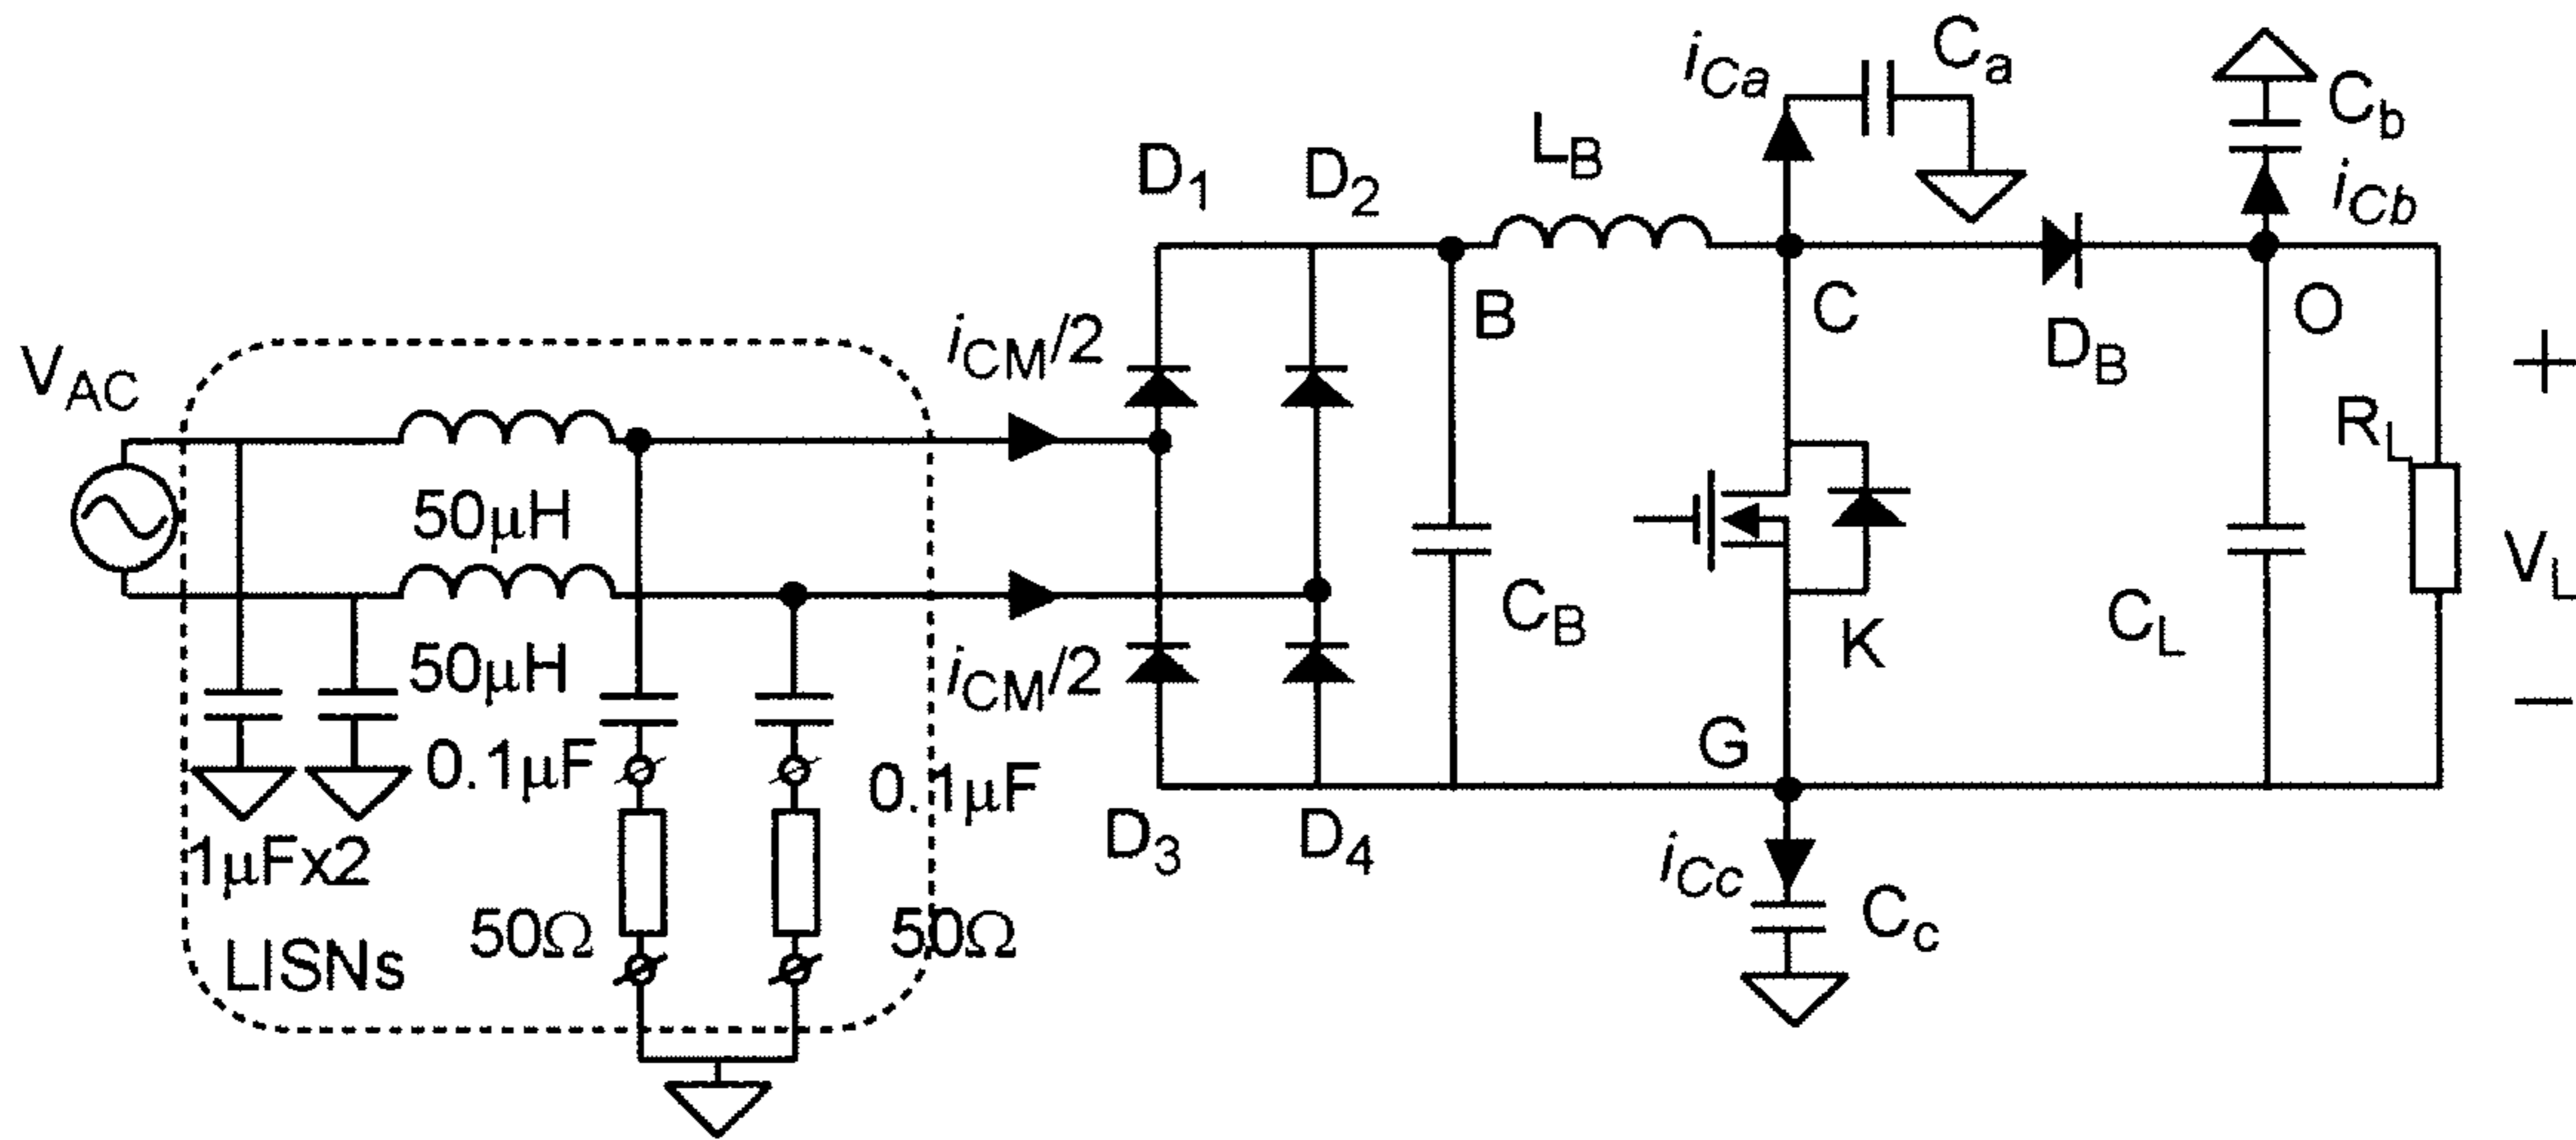 V_AC
LISNs
1μFx2
50μH
50μH
0.1μF
0.1μF
50Ω
50Ω
i_CM/2
i_CM/2
D_1
D_2
D_3
D_4
B
L_B
C_B
i_Ca
C_a
C
D_B
K
G
i_Cc
C_c
C_b
i_Cb
O
C_L
R_L
+
V_L
−